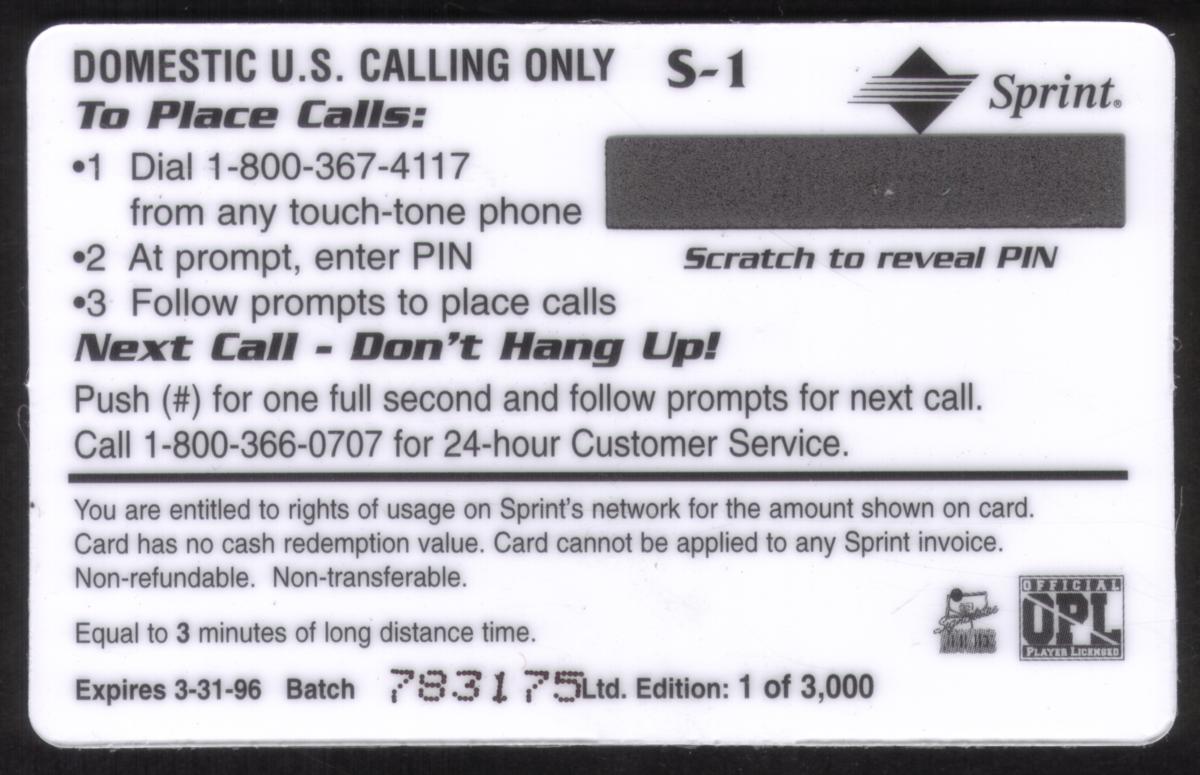 DOMESTIC U.S. CALLING ONLY S-1
Sprint®
To Place Calls:
•1 Dial 1-800-367-4117
from any touch-tone phone
•2 At prompt, enter PIN
Scratch to reveal PIN
•3 Follow prompts to place calls
Next Call - Don't Hang Up!
Push (#) for one full second and follow prompts for next call.
Call 1-800-366-0707 for 24-hour Customer Service.
You are entitled to rights of usage on Sprint's network for the amount shown on card.
Card has no cash redemption value. Card cannot be applied to any Sprint invoice.
Non-refundable. Non-transferable.
OFFICIAL
OPL
PLAYER LICENSED
Equal to 3 minutes of long distance time.
Expires 3-31-96 Batch 783175 Ltd. Edition: 1 of 3,000